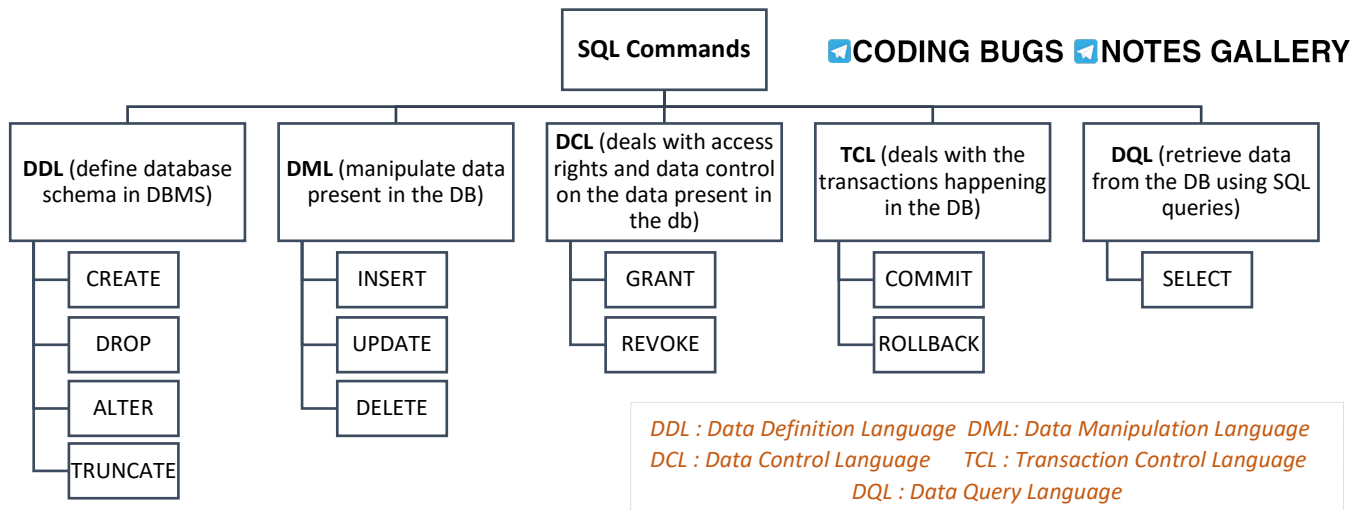 SQL Commands
CODING BUGS NOTES GALLERY
DDL (define database
schema in DBMS)
CREATE
DROP
ALTER
TRUNCATE
DML (manipulate data
present in the DB)
INSERT
UPDATE
DELETE
DCL (deals with access
rights and data control
on the data present in
the db)
GRANT
REVOKE
TCL (deals with the
transactions happening
in the DB)
COMMIT
ROLLBACK
DQL (retrieve data
from the DB using SQL
queries)
SELECT
DDL : Data Definition Language DML: Data Manipulation Language
DCL : Data Control Language TCL : Transaction Control Language
DQL : Data Query Language